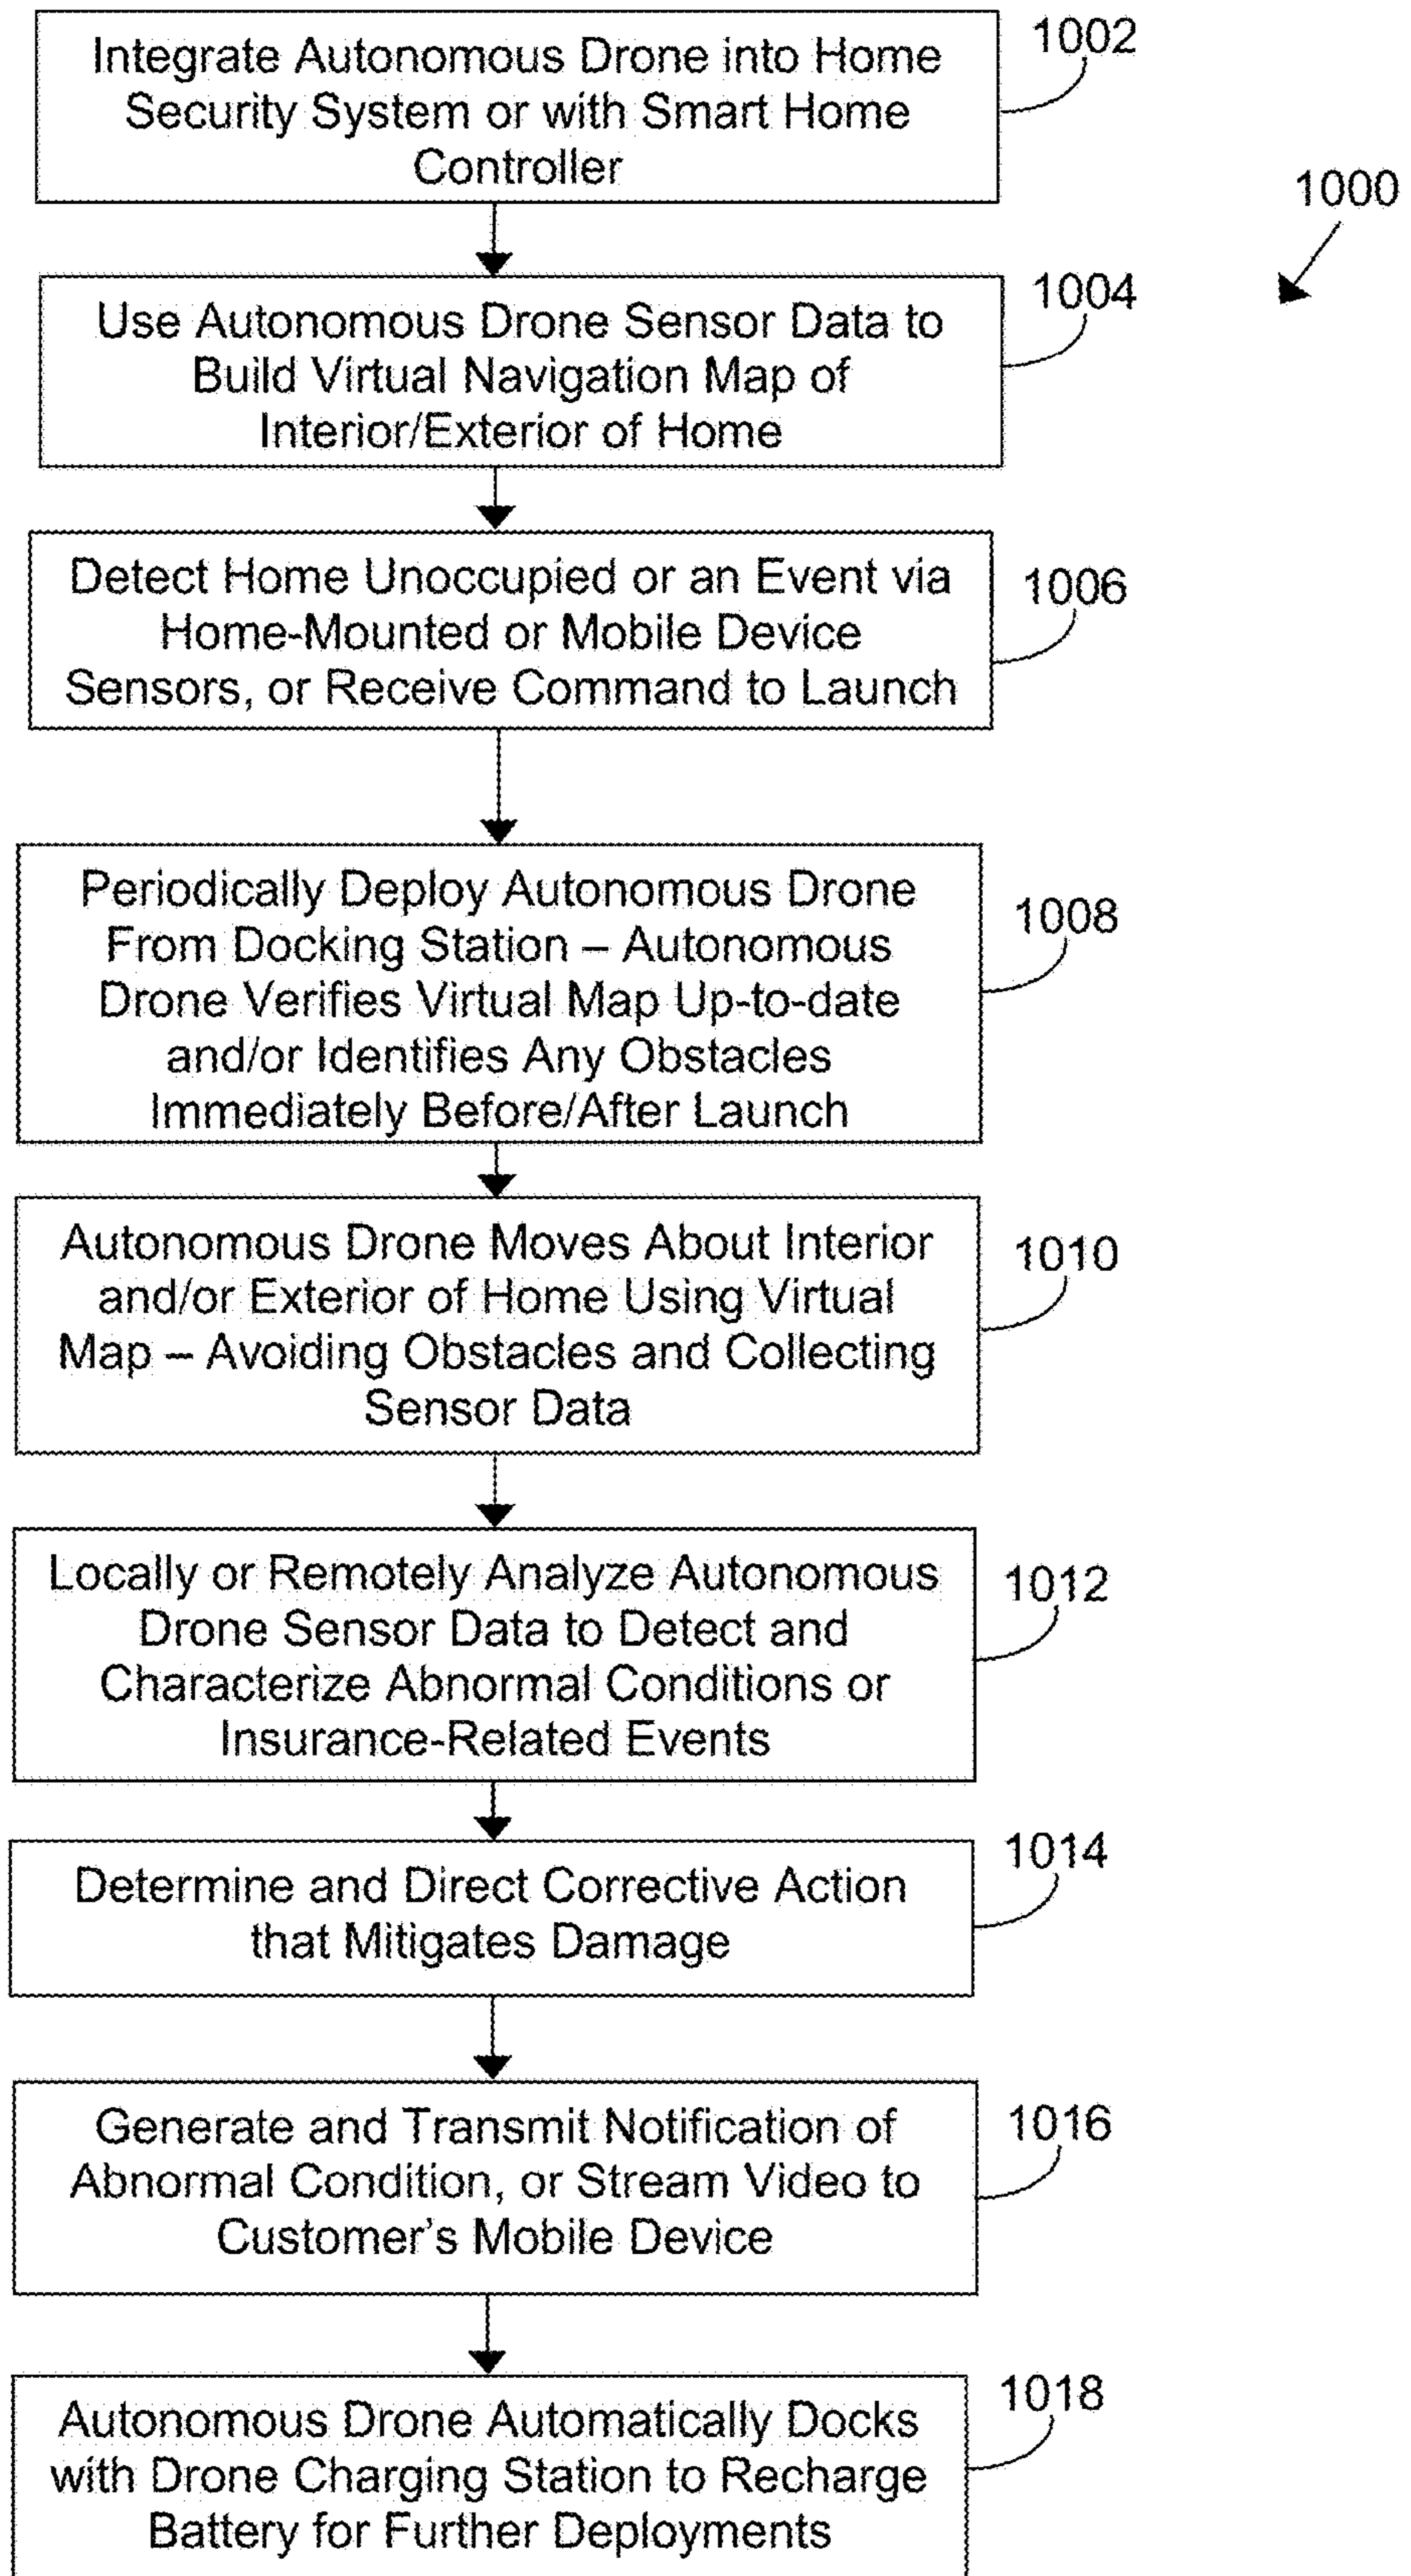 Integrate Autonomous Drone into Home
Security System or with Smart Home
Controller
1002
1000
Use Autonomous Drone Sensor Data to
Build Virtual Navigation Map of
Interior/Exterior of Home
1004
Detect Home Unoccupied or an Event via
Home-Mounted or Mobile Device
Sensors, or Receive Command to Launch
1006
Periodically Deploy Autonomous Drone
From Docking Station – Autonomous
Drone Verifies Virtual Map Up-to-date
and/or Identifies Any Obstacles
Immediately Before/After Launch
1008
Autonomous Drone Moves About Interior
and/or Exterior of Home Using Virtual
Map – Avoiding Obstacles and Collecting
Sensor Data
1010
Locally or Remotely Analyze Autonomous
Drone Sensor Data to Detect and
Characterize Abnormal Conditions or
Insurance-Related Events
1012
Determine and Direct Corrective Action
that Mitigates Damage
1014
Generate and Transmit Notification of
Abnormal Condition, or Stream Video to
Customer's Mobile Device
1016
Autonomous Drone Automatically Docks
with Drone Charging Station to Recharge
Battery for Further Deployments
1018